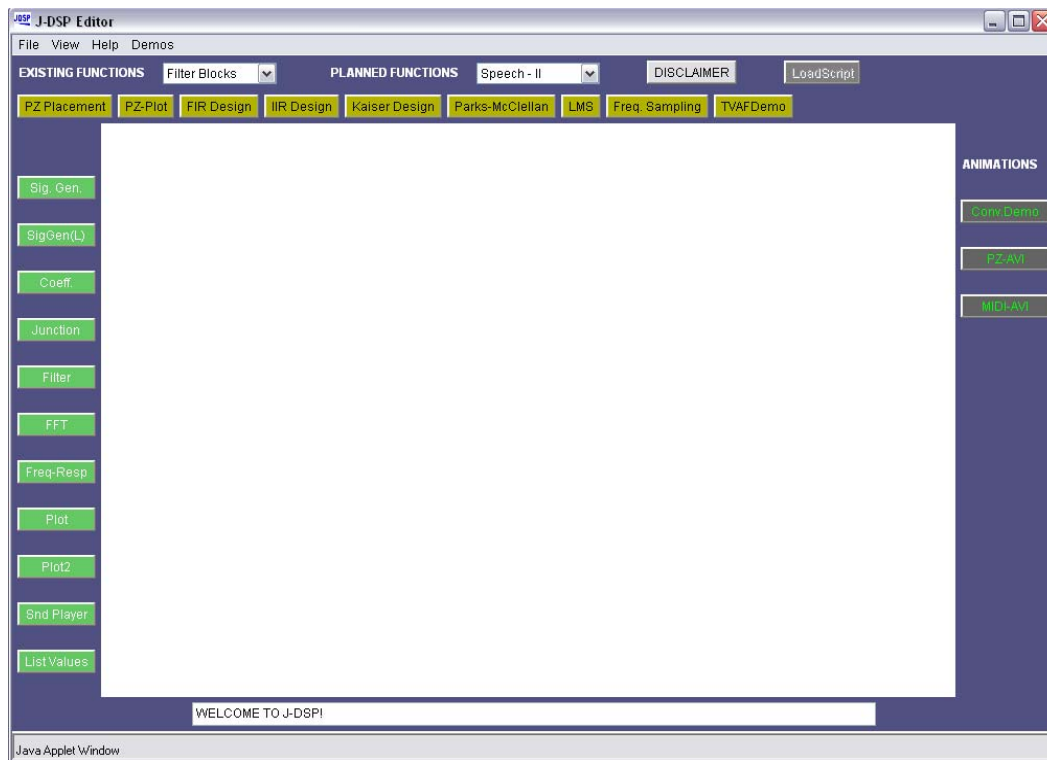 JDSP J-DSP Editor
File View Help Demos
EXISTING FUNCTIONS Filter Blocks PLANNED FUNCTIONS Speech - II DISCLAIMER LoadScript
PZ Placement PZ-Plot FIR Design IIR Design Kaiser Design Parks-McClellan LMS Freq. Sampling TVAFDemo
ANIMATIONS
Sig. Gen.
Conv.Demo
SigGen(L)
PZ-AVI
Coeff.
MIDI-AVI
Junction
Filter
FFT
Freq-Resp
Plot
Plot2
Snd Player
List Values
WELCOME TO J-DSP!
Java Applet Window